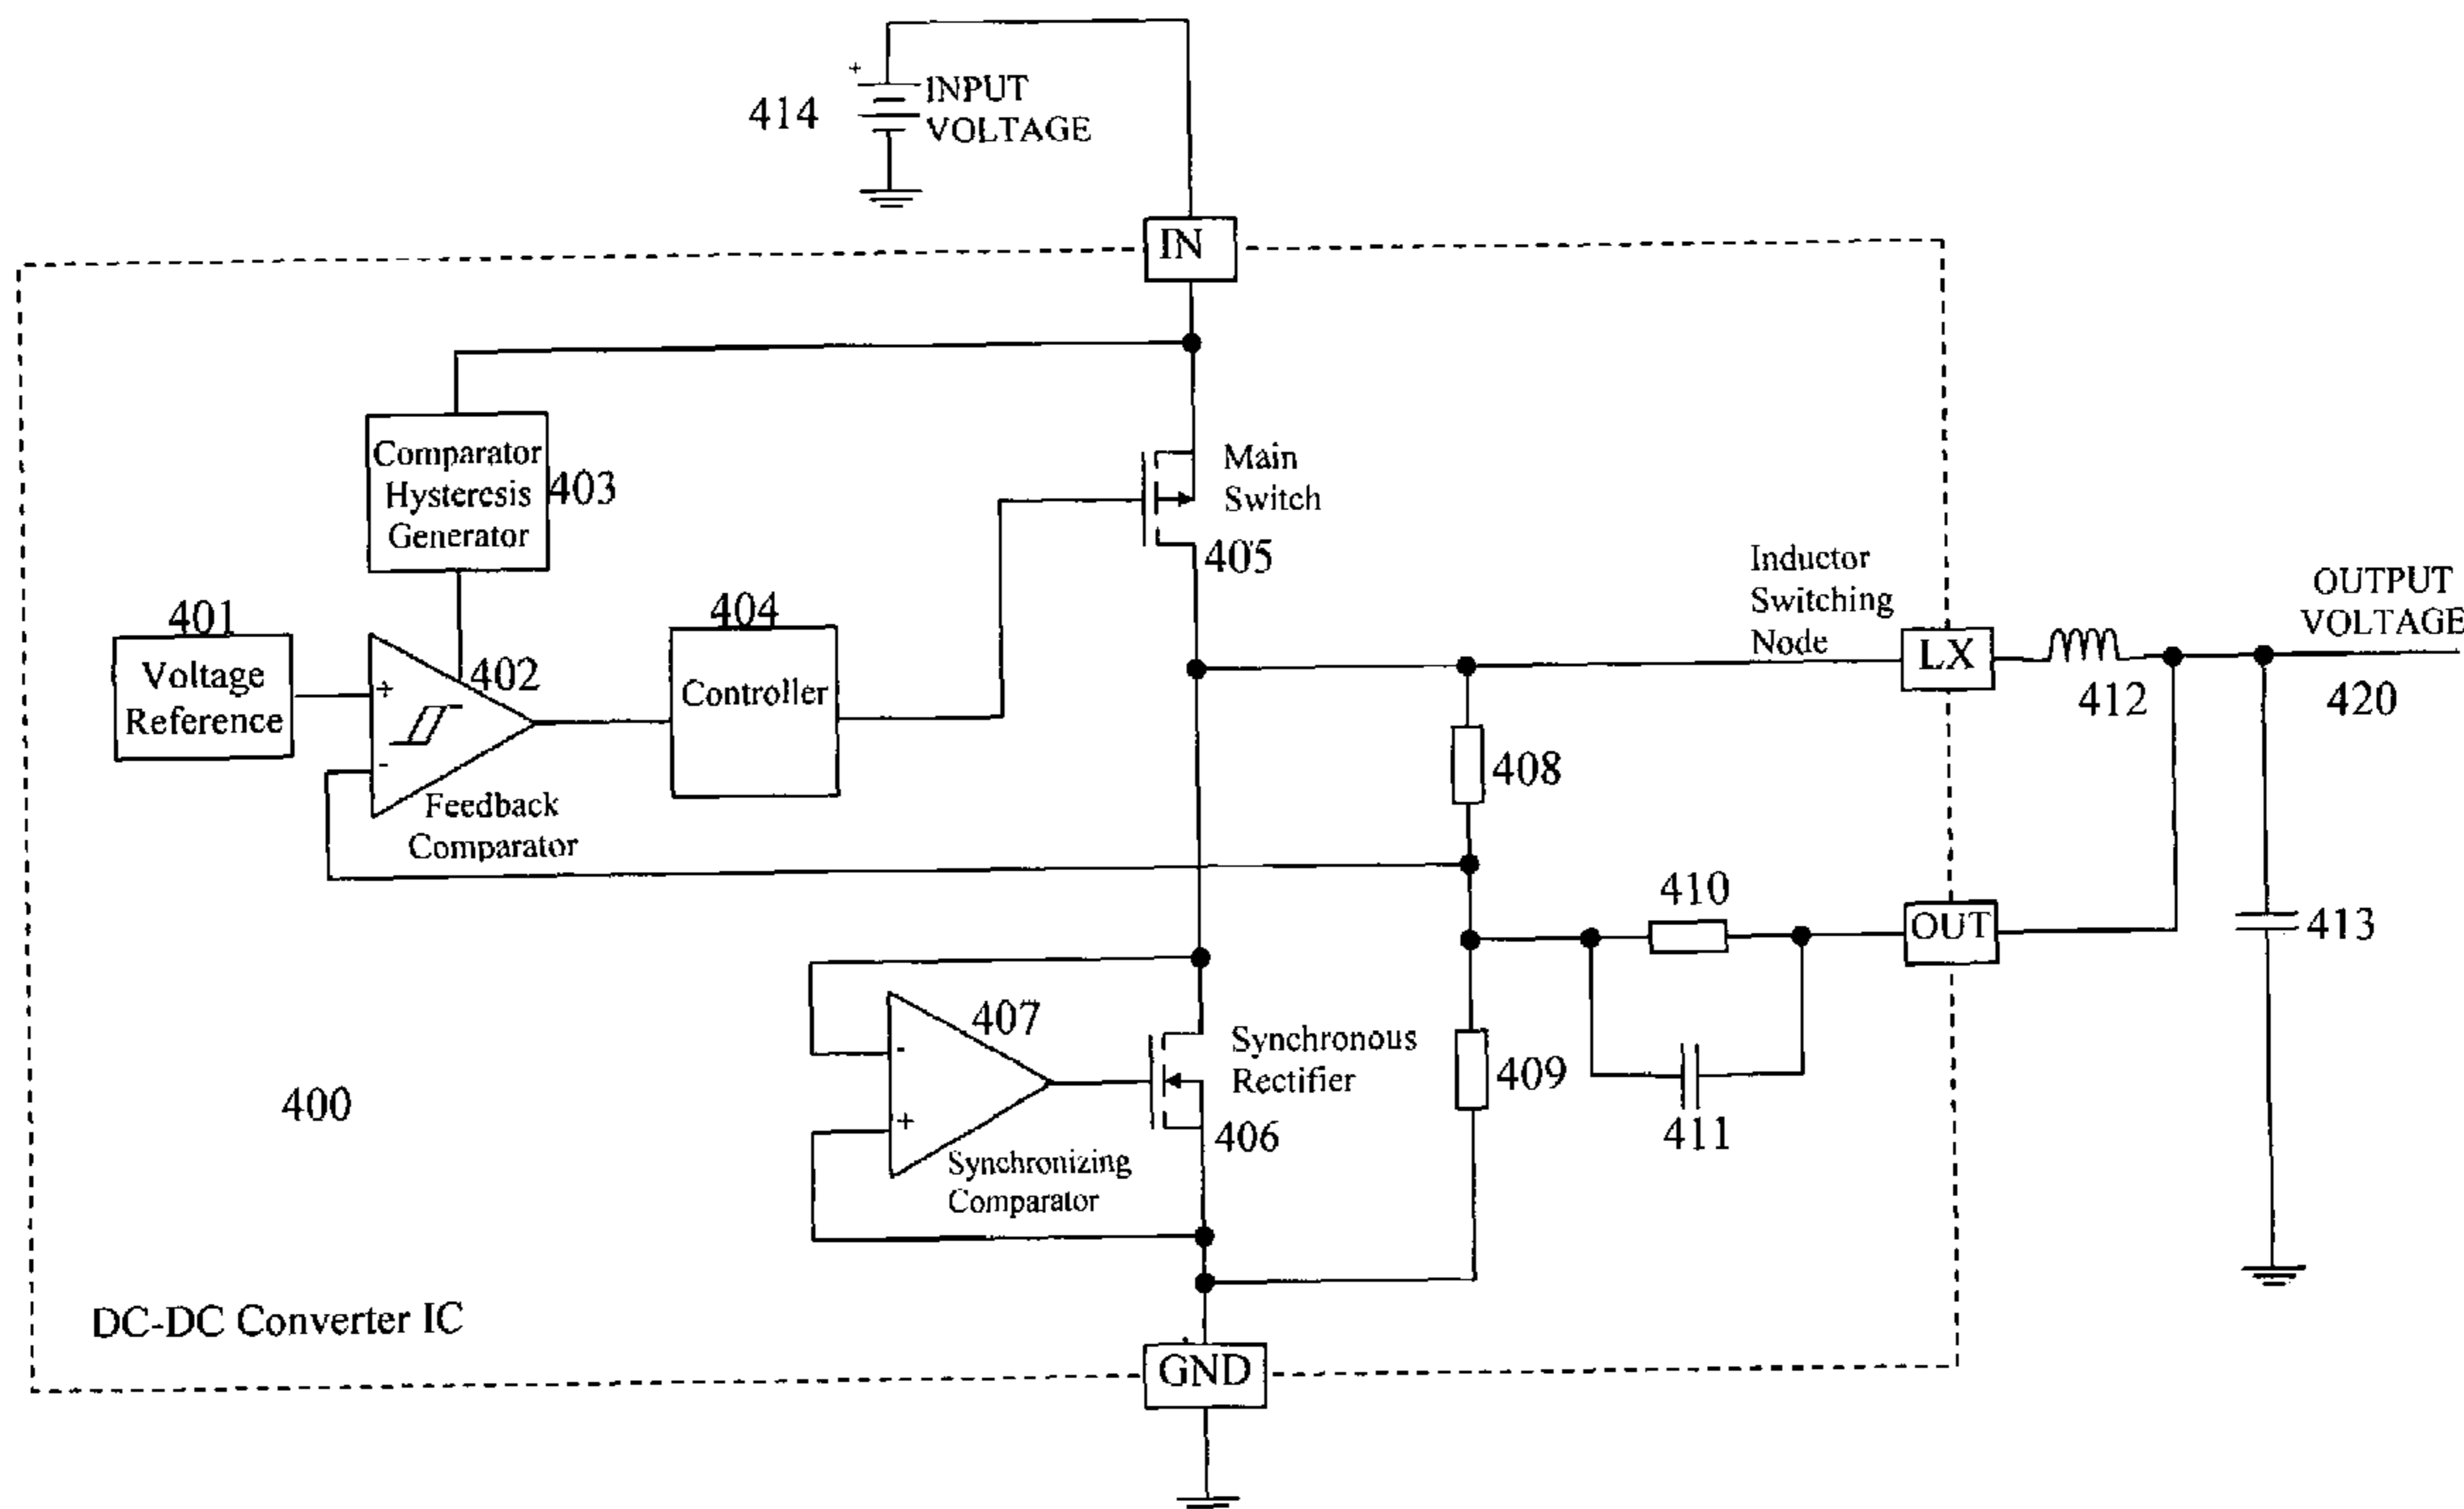 +
INPUT
VOLTAGE
414
IN
Comparator
Hysteresis
Generator
403
Main
Switch
405
401
Voltage
Reference
+
-
402
Feedback
Comparator
404
Controller
Inductor
Switching
Node
LX
412
OUTPUT
VOLTAGE
420
408
410
OUT
413
411
409
407
-
+
Synchronizing
Comparator
Synchronous
Rectifier
406
400
DC-DC Converter IC
GND